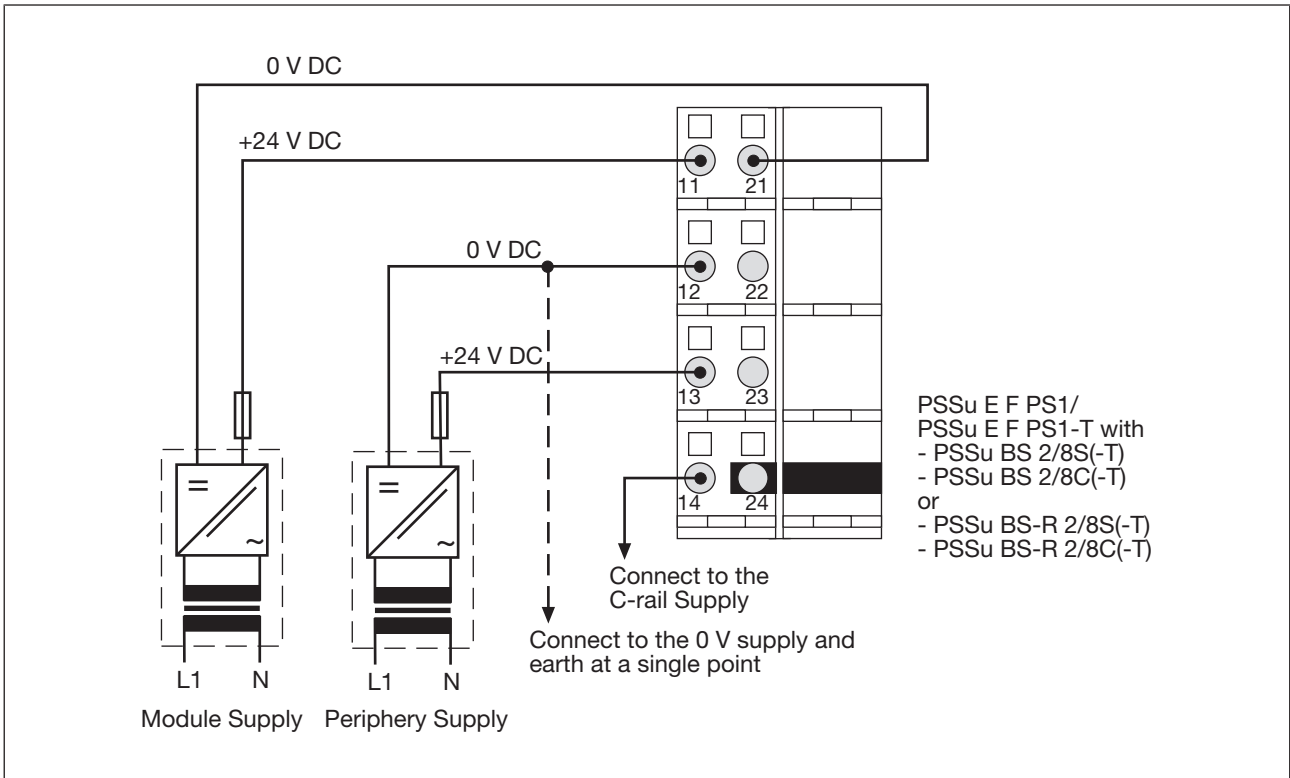 0 V DC
+24 V DC
11 21
0 V DC
12 22
+24 V DC
13 23
PSSu E F PS1/
PSSu E F PS1-T with
- PSSu BS 2/8S(-T)
- PSSu BS 2/8C(-T)
or
- PSSu BS-R 2/8S(-T)
- PSSu BS-R 2/8C(-T)
14 24
= ~
= ~
Connect to the
C-rail Supply
Connect to the 0 V supply and
earth at a single point
L1 N
L1 N
Module Supply
Periphery Supply